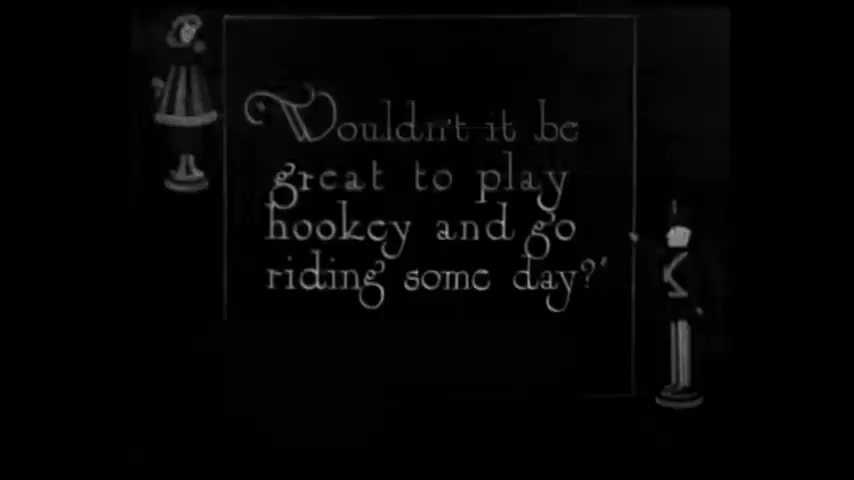 Wouldn't it be
great to play
hookey and go
riding some day?"